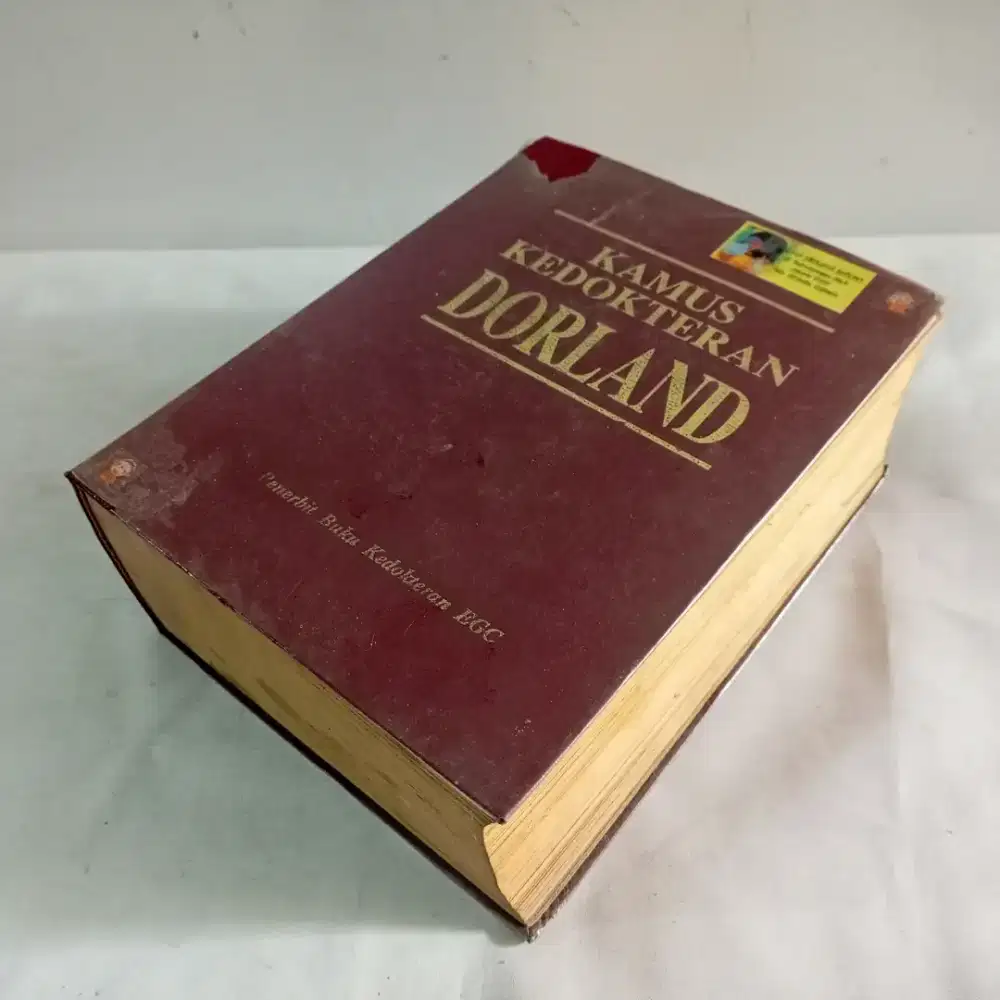 KAMUS
KEDOKTERAN
DORLAND
Penerbit Buku Kedokteran EGC